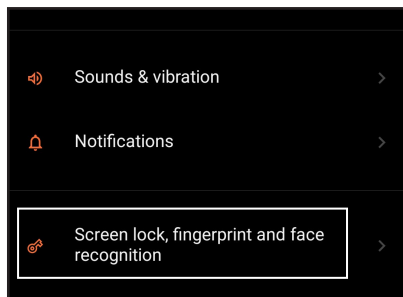 Sounds & vibration
Notifications
Screen lock, fingerprint and face
recognition